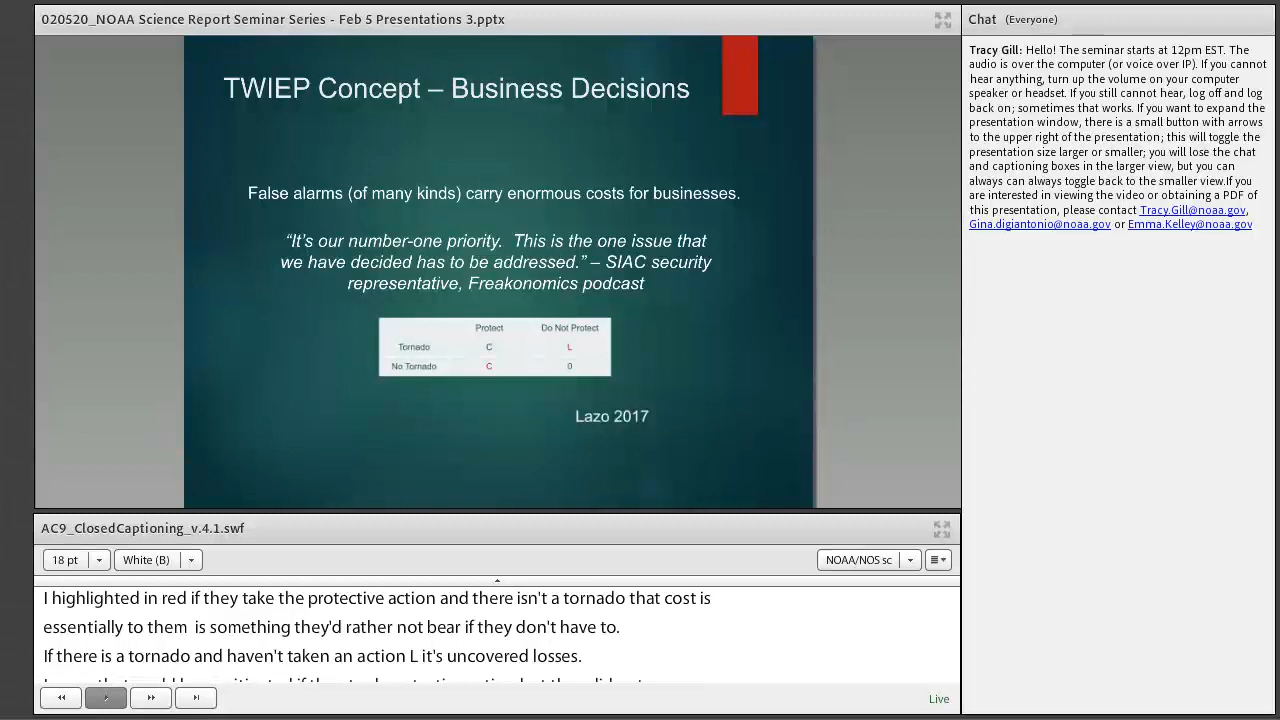 020520_NOAA Science Report Seminar Series - Feb 5 Presentations 3.pptx
TWIEP Concept – Business Decisions
False alarms (of many kinds) carry enormous costs for businesses.
“It’s our number-one priority. This is the one issue that
we have decided has to be addressed.” – SIAC security
representative, Freakonomics podcast
Protect Do Not Protect
Tornado C L
No Tornado C 0
Lazo 2017
AC9_ClosedCaptioning_v.4.1.swf
18 pt White (B) NOAA/NOS sc
I highlighted in red if they take the protective action and there isn't a tornado that cost is
essentially to them is something they'd rather not bear if they don't have to.
If there is a tornado and haven't taken an action L it's uncovered losses.
Live
Chat (Everyone)
Tracy Gill: Hello! The seminar starts at 12pm EST. The
audio is over the computer (or voice over IP). If you cannot
hear anything, turn up the volume on your computer
speaker or headset. If you still cannot hear, log off and log
back on; sometimes that works. If you want to expand the
presentation window, there is a small button with arrows
to the upper right of the presentation; this will toggle the
presentation size larger or smaller; you will lose the chat
and captioning boxes in the larger view, but you can
always can always toggle back to the smaller view.If you
are interested in viewing the video or obtaining a PDF of
this presentation, please contact Tracy.Gill@noaa.gov,
Gina.digiantonio@noaa.gov or Emma.Kelley@noaa.gov